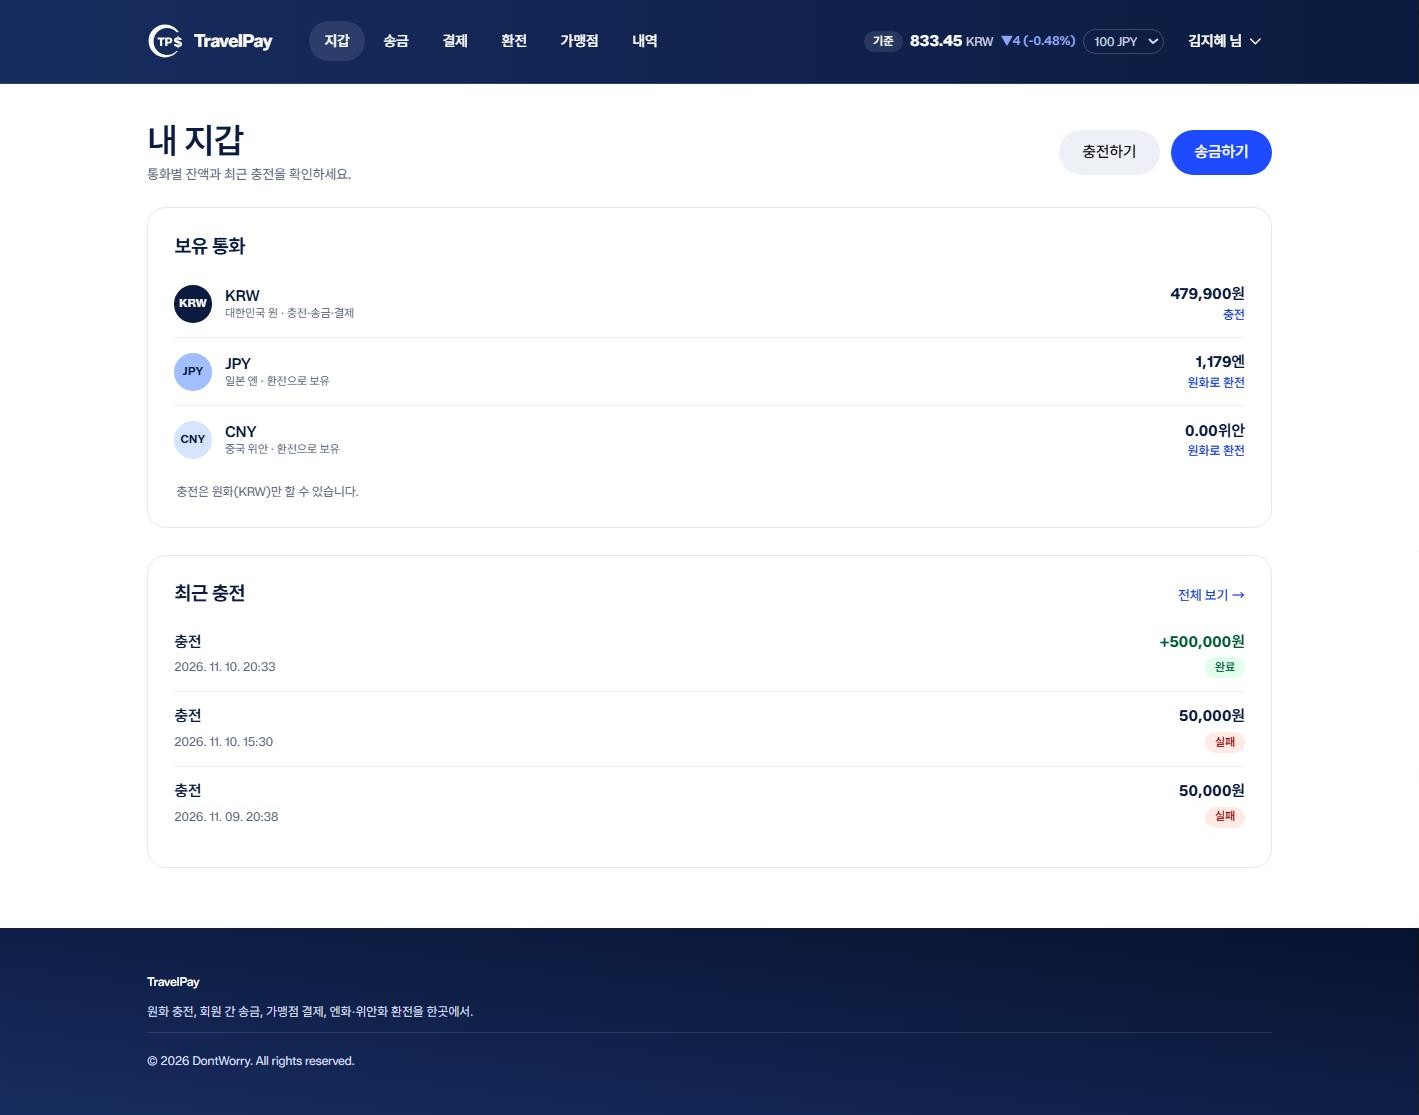 TP$ TravelPay 지갑 송금 결제 환전 가맹점 내역 기준 833.45 KRW ▼4 (-0.48%) 100 JPY 김지혜 님
내 지갑
통화별 잔액과 최근 충전을 확인하세요.
충전하기 송금하기
보유 통화
KRW KRW 479,900원
대한민국 원 · 충전·송금·결제 충전
JPY JPY 1,179엔
일본 엔 · 환전으로 보유 원화로 환전
CNY CNY 0.00위안
중국 위안 · 환전으로 보유 원화로 환전
충전은 원화(KRW)만 할 수 있습니다.
최근 충전 전체 보기 →
충전 +500,000원
2026. 11. 10. 20:33 완료
충전 50,000원
2026. 11. 10. 15:30 실패
충전 50,000원
2026. 11. 09. 20:38 실패
TravelPay
원화 충전, 회원 간 송금, 가맹점 결제, 엔화·위안화 환전을 한곳에서.
© 2026 DontWorry. All rights reserved.